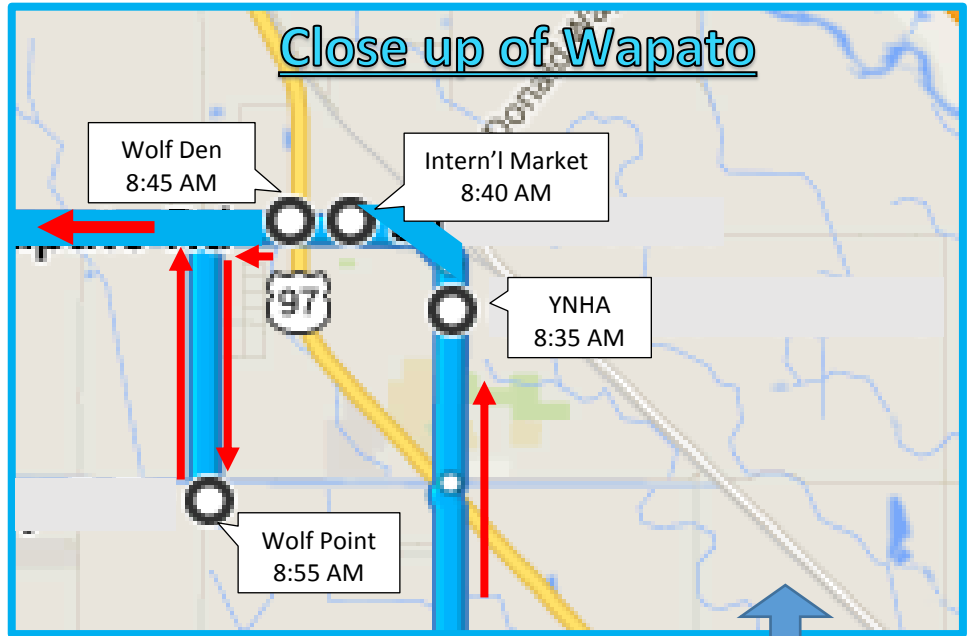 Close up of Wapato
Donald
Wolf Den
8:45 AM
Intern’l Market
8:40 AM
97
YNHA
8:35 AM
Wolf Point
8:55 AM